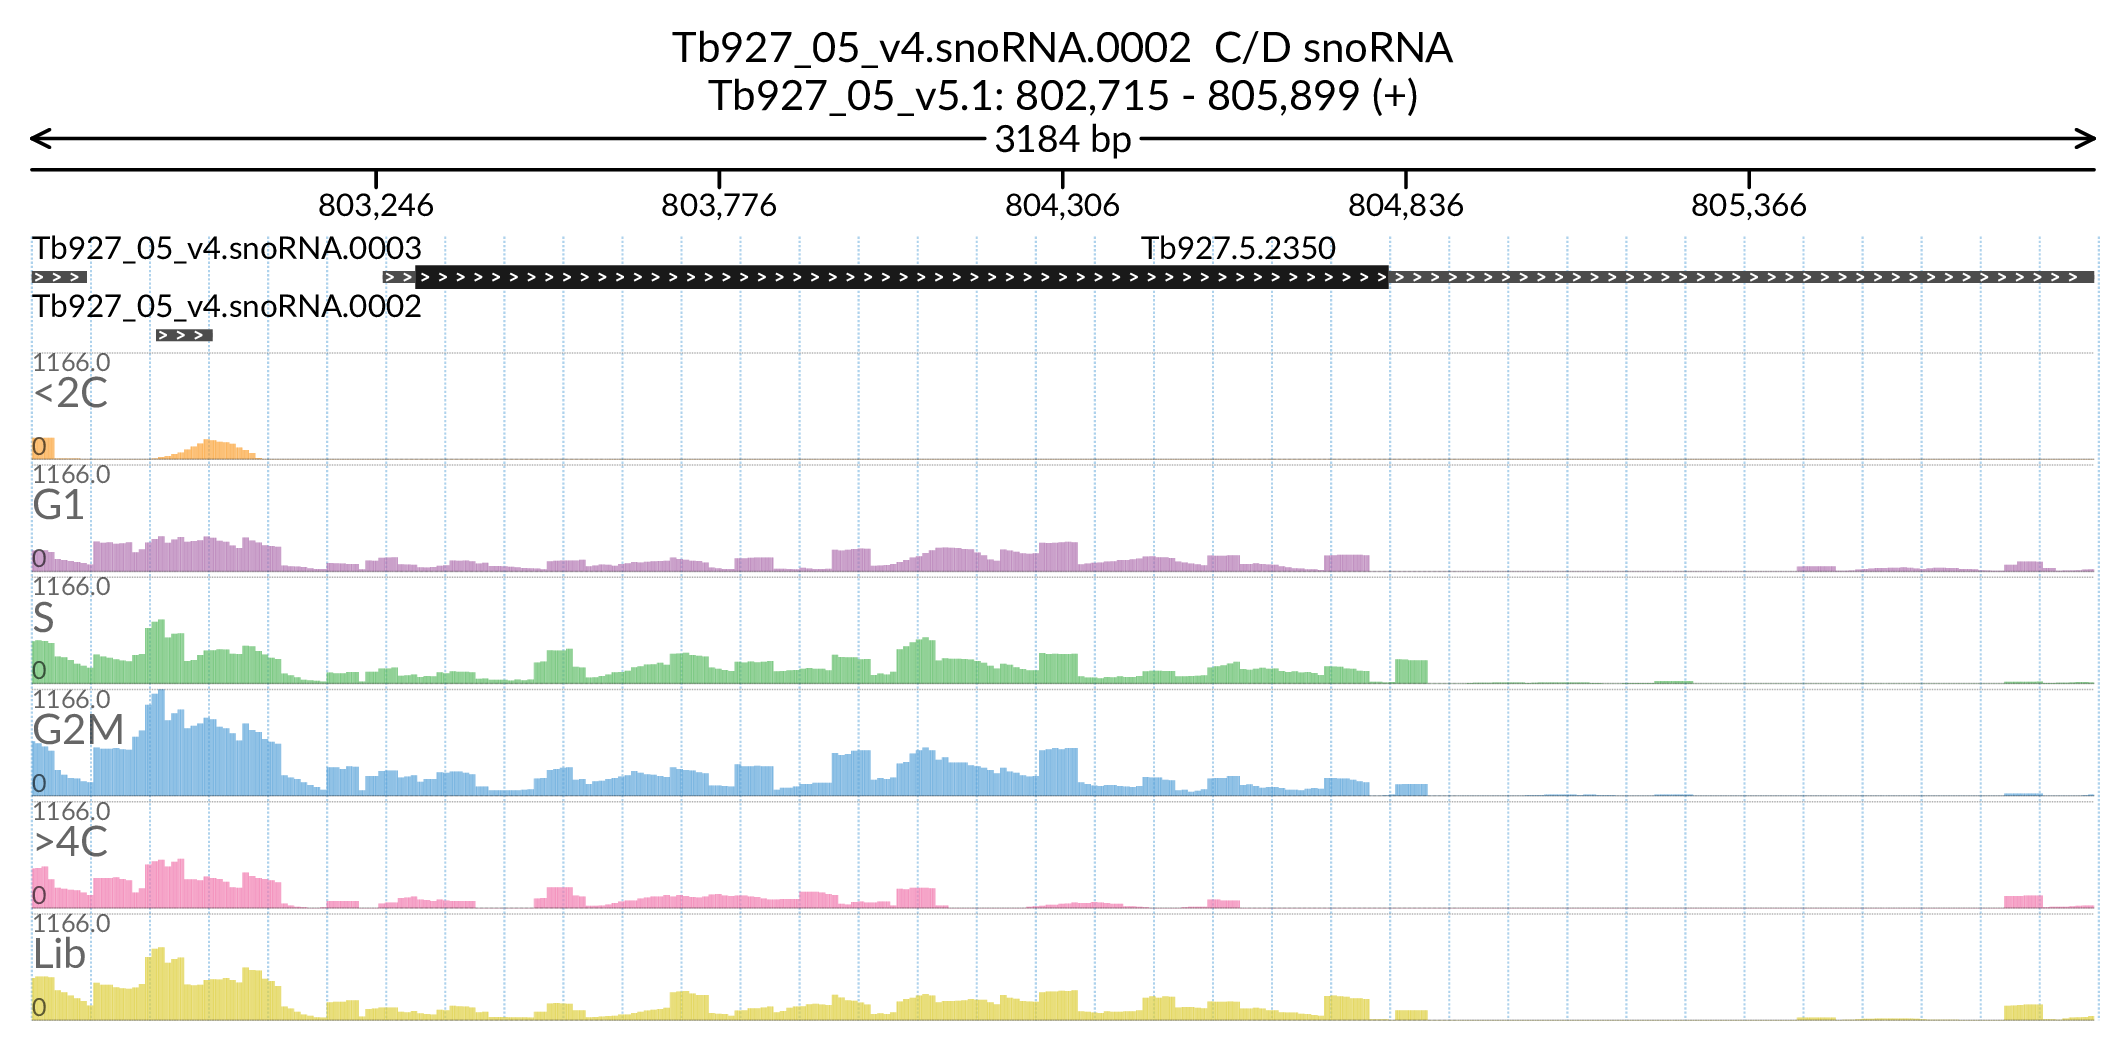 Tb927_05_v4.snoRNA.0002 C/D snoRNA
Tb927_05_v5.1: 802,715 - 805,899 (+)
3184 bp
803,246 803,776 804,306 804,836 805,366
Tb927_05_v4.snoRNA.0003 Tb927.5.2350
Tb927_05_v4.snoRNA.0002
1166.0
<2C
0
1166.0
G1
0
1166.0
S
0
1166.0
G2M
0
1166.0
>4C
0
1166.0
Lib
0